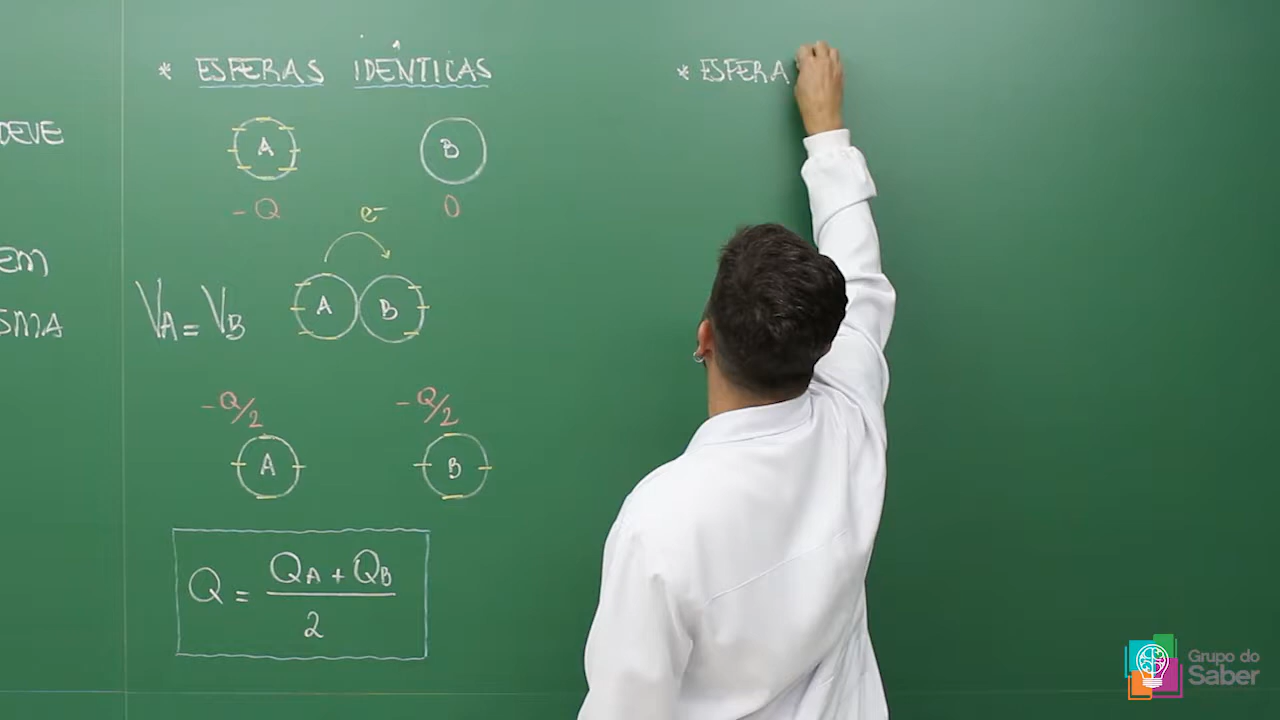 DEVE
em
SMA
* ESFERAS IDÊNTICAS
A B
-Q 0
e-
VA = VB
A B
-Q/2 -Q/2
A B
Q = QA + QB
2
* ESFERA
Grupo do
Saber